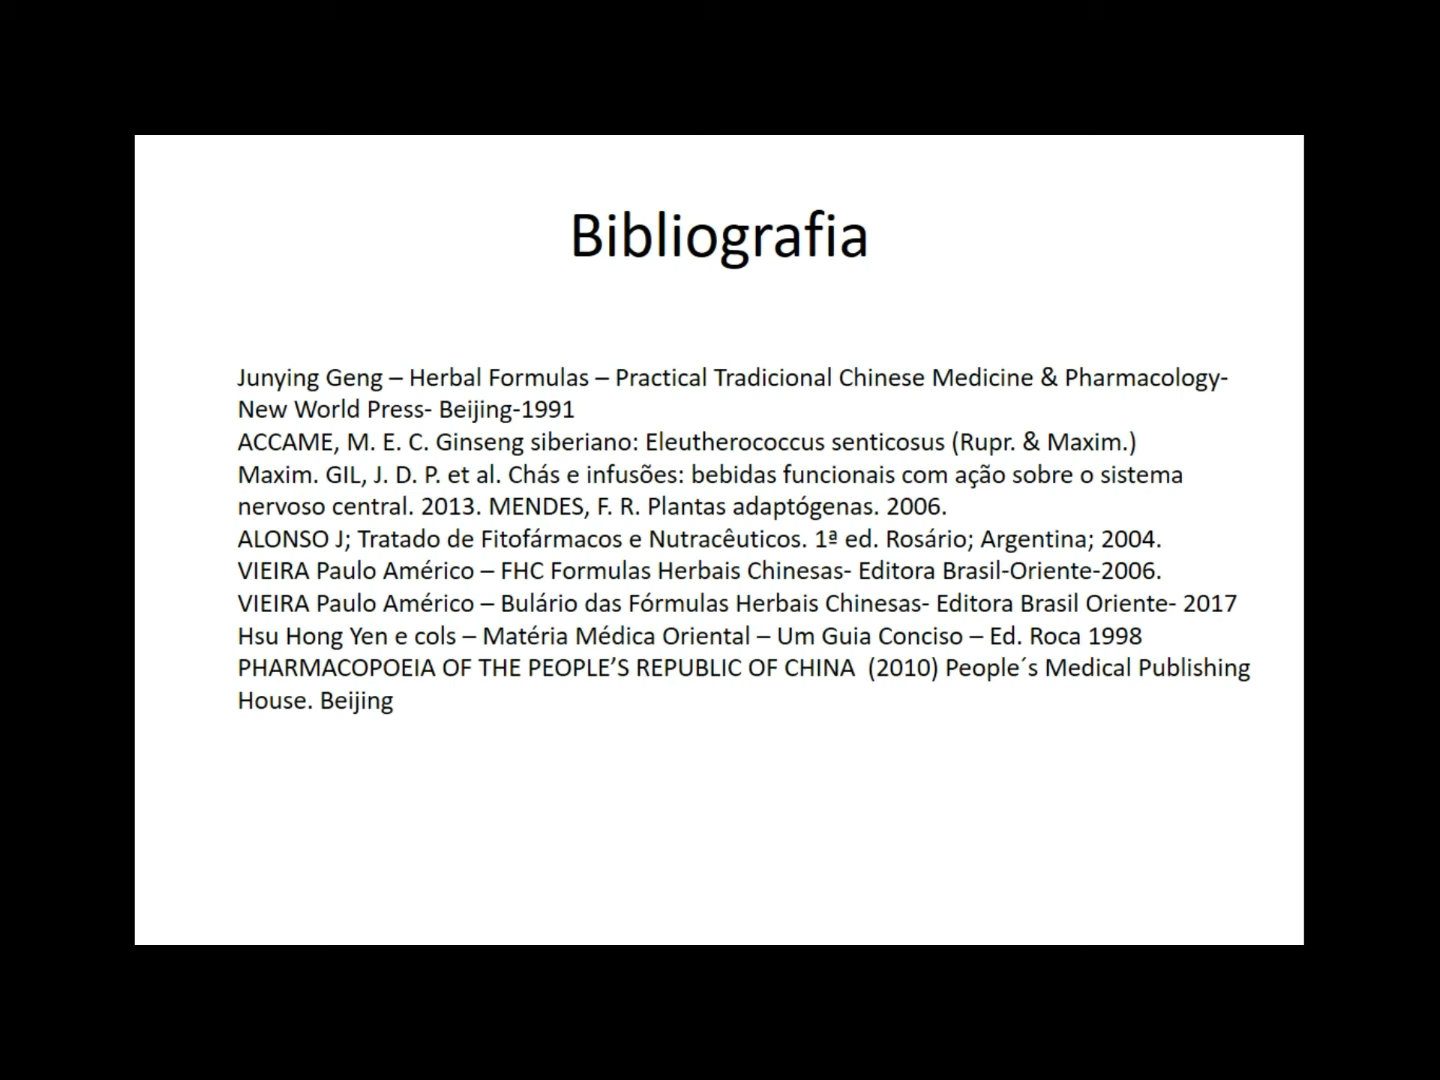 Bibliografia
Junying Geng – Herbal Formulas – Practical Tradicional Chinese Medicine & Pharmacology-
New World Press- Beijing-1991
ACCAME, M. E. C. Ginseng siberiano: Eleutherococcus senticosus (Rupr. & Maxim.)
Maxim. GIL, J. D. P. et al. Chás e infusões: bebidas funcionais com ação sobre o sistema
nervoso central. 2013. MENDES, F. R. Plantas adaptógenas. 2006.
ALONSO J; Tratado de Fitofármacos e Nutracêuticos. 1ª ed. Rosário; Argentina; 2004.
VIEIRA Paulo Américo – FHC Formulas Herbais Chinesas- Editora Brasil-Oriente-2006.
VIEIRA Paulo Américo – Bulário das Fórmulas Herbais Chinesas- Editora Brasil Oriente- 2017
Hsu Hong Yen e cols – Matéria Médica Oriental – Um Guia Conciso – Ed. Roca 1998
PHARMACOPOEIA OF THE PEOPLE’S REPUBLIC OF CHINA  (2010) People´s Medical Publishing
House. Beijing